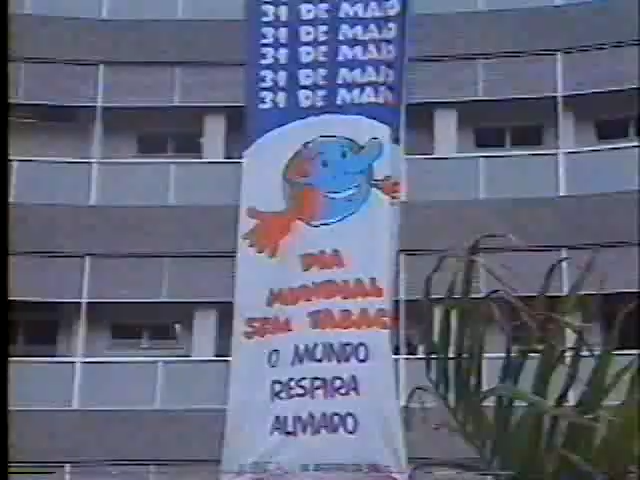 31 DE MAIO
31 DE MAIO
31 DE MAIO
31 DE MAIO
31 DE MAIO
DIA
MUNDIAL
SEM TABACO
O MUNDO
RESPIRA
ALIVIADO